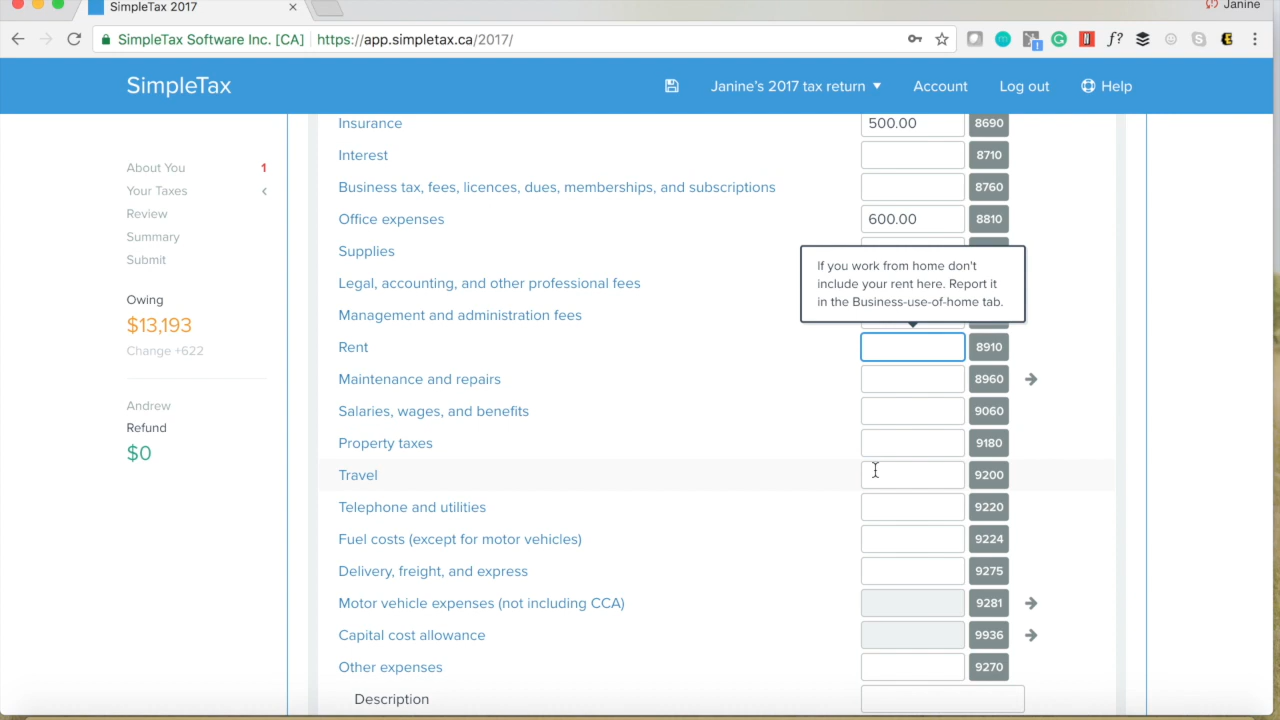 SimpleTax 2017
Janine
SimpleTax Software Inc. [CA] https://app.simpletax.ca/2017/
f?
SimpleTax
Janine's 2017 tax return
Account
Log out
Help
About You 1
Your Taxes
Review
Summary
Submit
Owing
$13,193
Change +622
Andrew
Refund
$0
Insurance 500.00 8690
Interest 8710
Business tax, fees, licences, dues, memberships, and subscriptions 8760
Office expenses 600.00 8810
Supplies
Legal, accounting, and other professional fees
Management and administration fees
If you work from home don't
include your rent here. Report it
in the Business-use-of-home tab.
Rent 8910
Maintenance and repairs 8960
Salaries, wages, and benefits 9060
Property taxes 9180
Travel 9200
Telephone and utilities 9220
Fuel costs (except for motor vehicles) 9224
Delivery, freight, and express 9275
Motor vehicle expenses (not including CCA) 9281
Capital cost allowance 9936
Other expenses 9270
Description